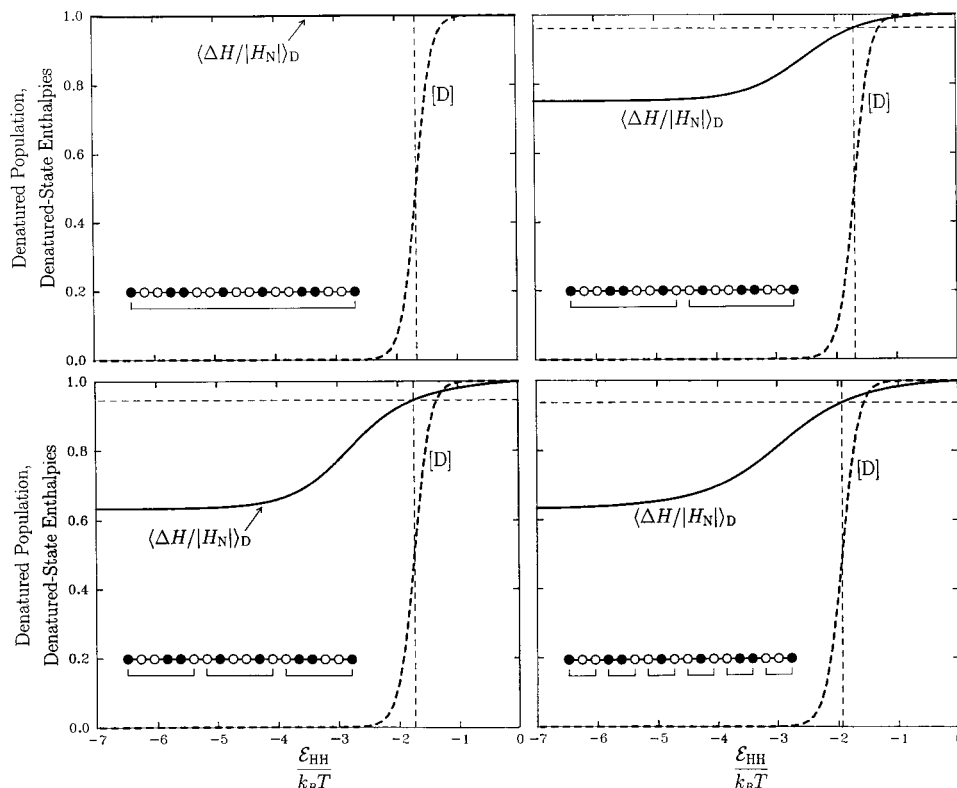 Denatured Population,
Denatured-State Enthalpies
1.0
0.8
0.6
0.4
0.2
0.0
⟨ΔH/|H_N|⟩_D
[D]
⟨ΔH/|H_N|⟩_D
[D]
Denatured Population,
Denatured-State Enthalpies
1.0
0.8
0.6
0.4
0.2
0.0
⟨ΔH/|H_N|⟩_D
[D]
-7 -6 -5 -4 -3 -2 -1 0
ℰ_HH
k_BT
⟨ΔH/|H_N|⟩_D
[D]
-7 -6 -5 -4 -3 -2 -1 0
ℰ_HH
k_BT